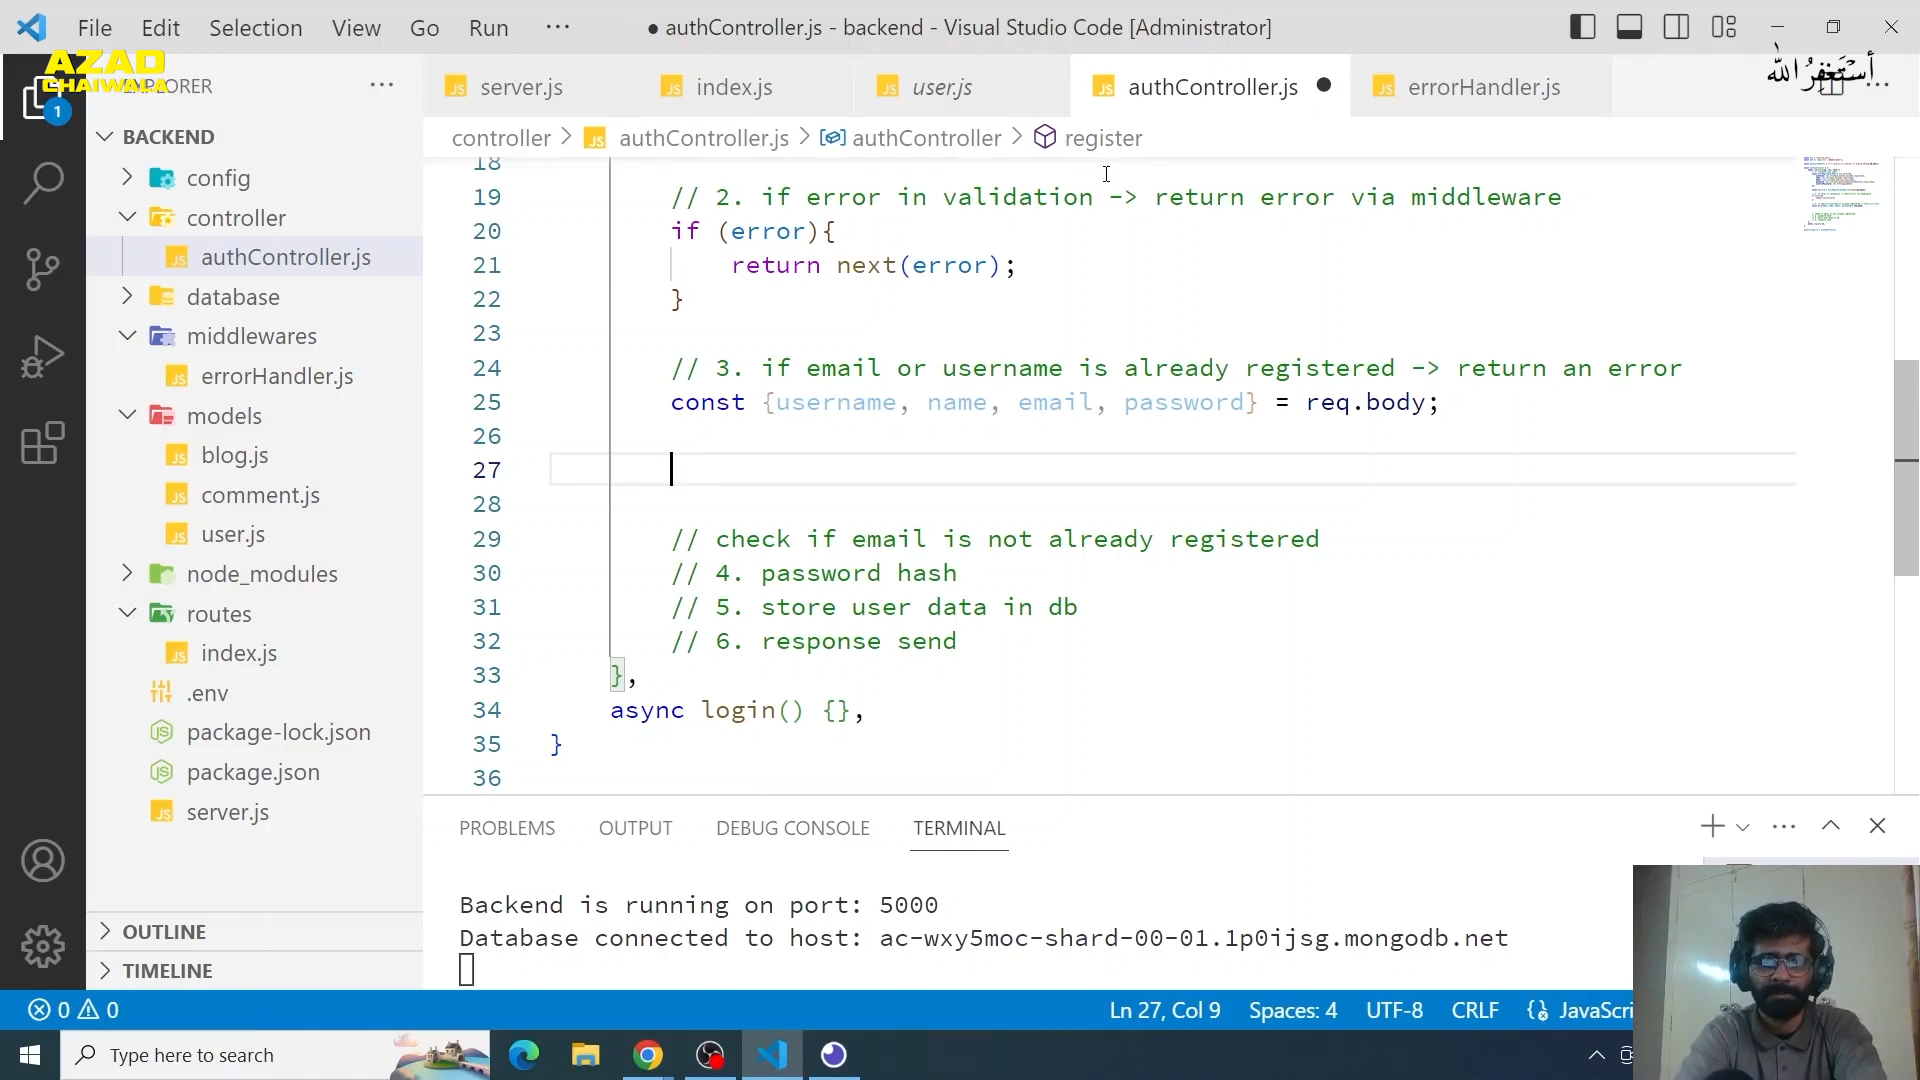 File Edit Selection View Go Run ···
● authController.js - backend - Visual Studio Code [Administrator]
AZAD
CHAIWALA
EXPLORER
server.js
index.js
user.js
authController.js
errorHandler.js
أستغفر الله
controller > authController.js > authController > register
1
BACKEND
config
controller
authController.js
database
middlewares
errorHandler.js
models
blog.js
comment.js
user.js
node_modules
routes
index.js
.env
package-lock.json
package.json
server.js
OUTLINE
TIMELINE
18
19 // 2. if error in validation -> return error via middleware
20 if (error){
21 return next(error);
22 }
23
24 // 3. if email or username is already registered -> return an error
25 const {username, name, email, password} = req.body;
26
27
28
29 // check if email is not already registered
30 // 4. password hash
31 // 5. store user data in db
32 // 6. response send
33 },
34 async login() {},
35 }
36
PROBLEMS OUTPUT DEBUG CONSOLE TERMINAL
Backend is running on port: 5000
Database connected to host: ac-wxy5moc-shard-00-01.1p0ijsg.mongodb.net
0 0
Ln 27, Col 9 Spaces: 4 UTF-8 CRLF JavaScri
Type here to search